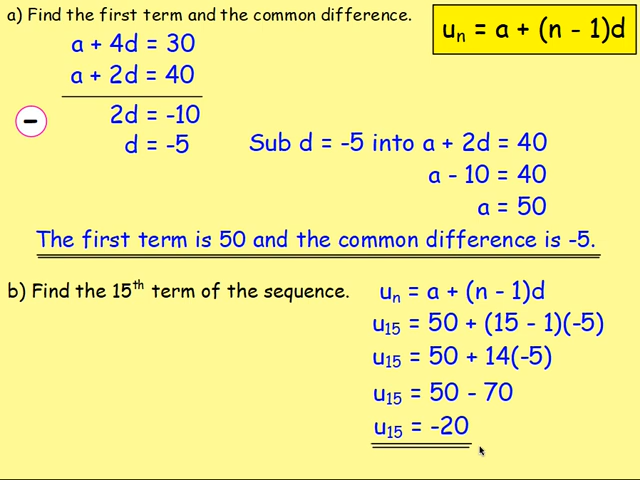 a) Find the first term and the common difference.
uₙ = a + (n - 1)d
a + 4d = 30
a + 2d = 40
−
2d = -10
d = -5
Sub d = -5 into a + 2d = 40
a - 10 = 40
a = 50
The first term is 50 and the common difference is -5.
b) Find the 15ᵗʰ term of the sequence.
uₙ = a + (n - 1)d
u₁₅ = 50 + (15 - 1)(-5)
u₁₅ = 50 + 14(-5)
u₁₅ = 50 - 70
u₁₅ = -20